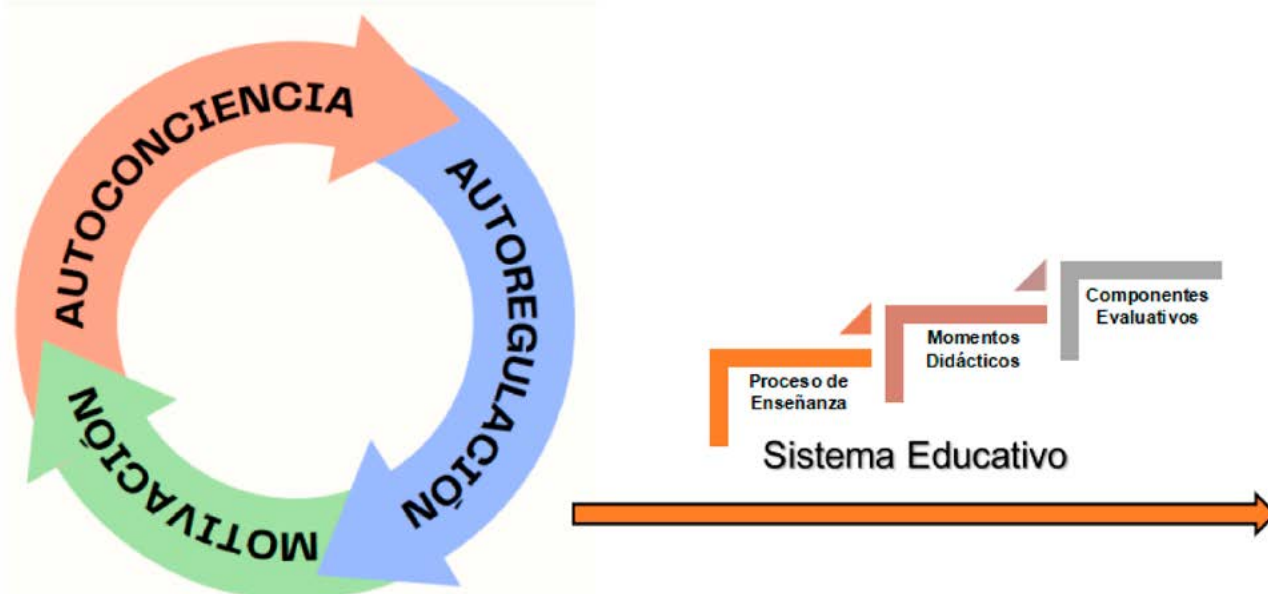 AUTOCONCIENCIA
AUTOREGULACIÓN
MOTIVACIÓN
Proceso de
Enseñanza
Momentos
Didácticos
Componentes
Evaluativos
Sistema Educativo